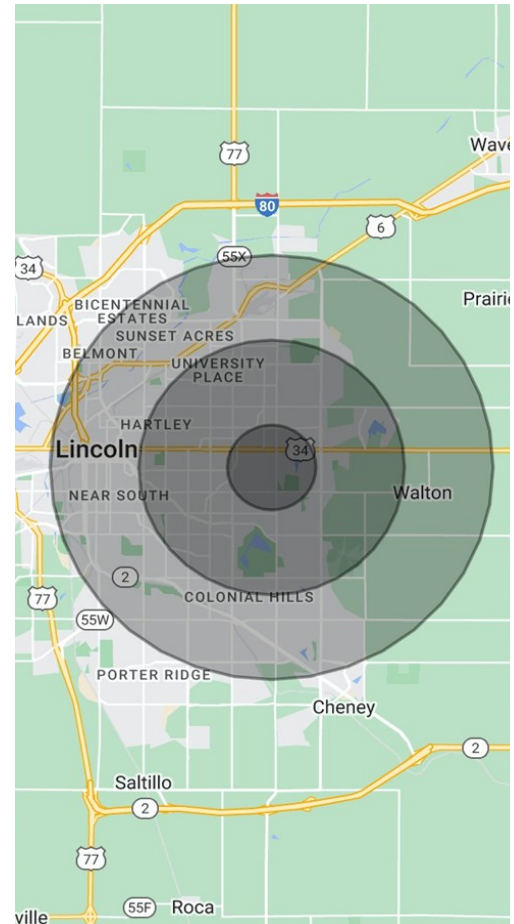 77
Wave
80
6
55X
34
BICENTENNIAL
ESTATES
Prairie
LANDS
SUNSET ACRES
BELMONT
UNIVERSITY
PLACE
HARTLEY
Lincoln
34
NEAR SOUTH
Walton
2
COLONIAL HILLS
77
55W
PORTER RIDGE
Cheney
2
Saltillo
2
77
55F
Roca
ville